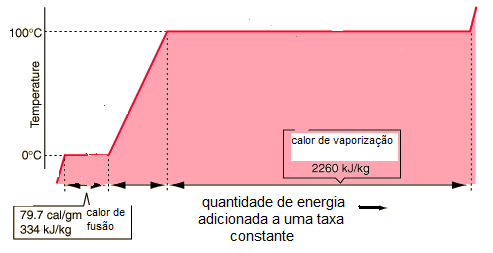 100°C
Temperature
0°C
calor de vaporização
2260 kJ/kg
79.7 cal/gm
334 kJ/kg
calor de
fusão
quantidade de energia
adicionada a uma taxa
constante